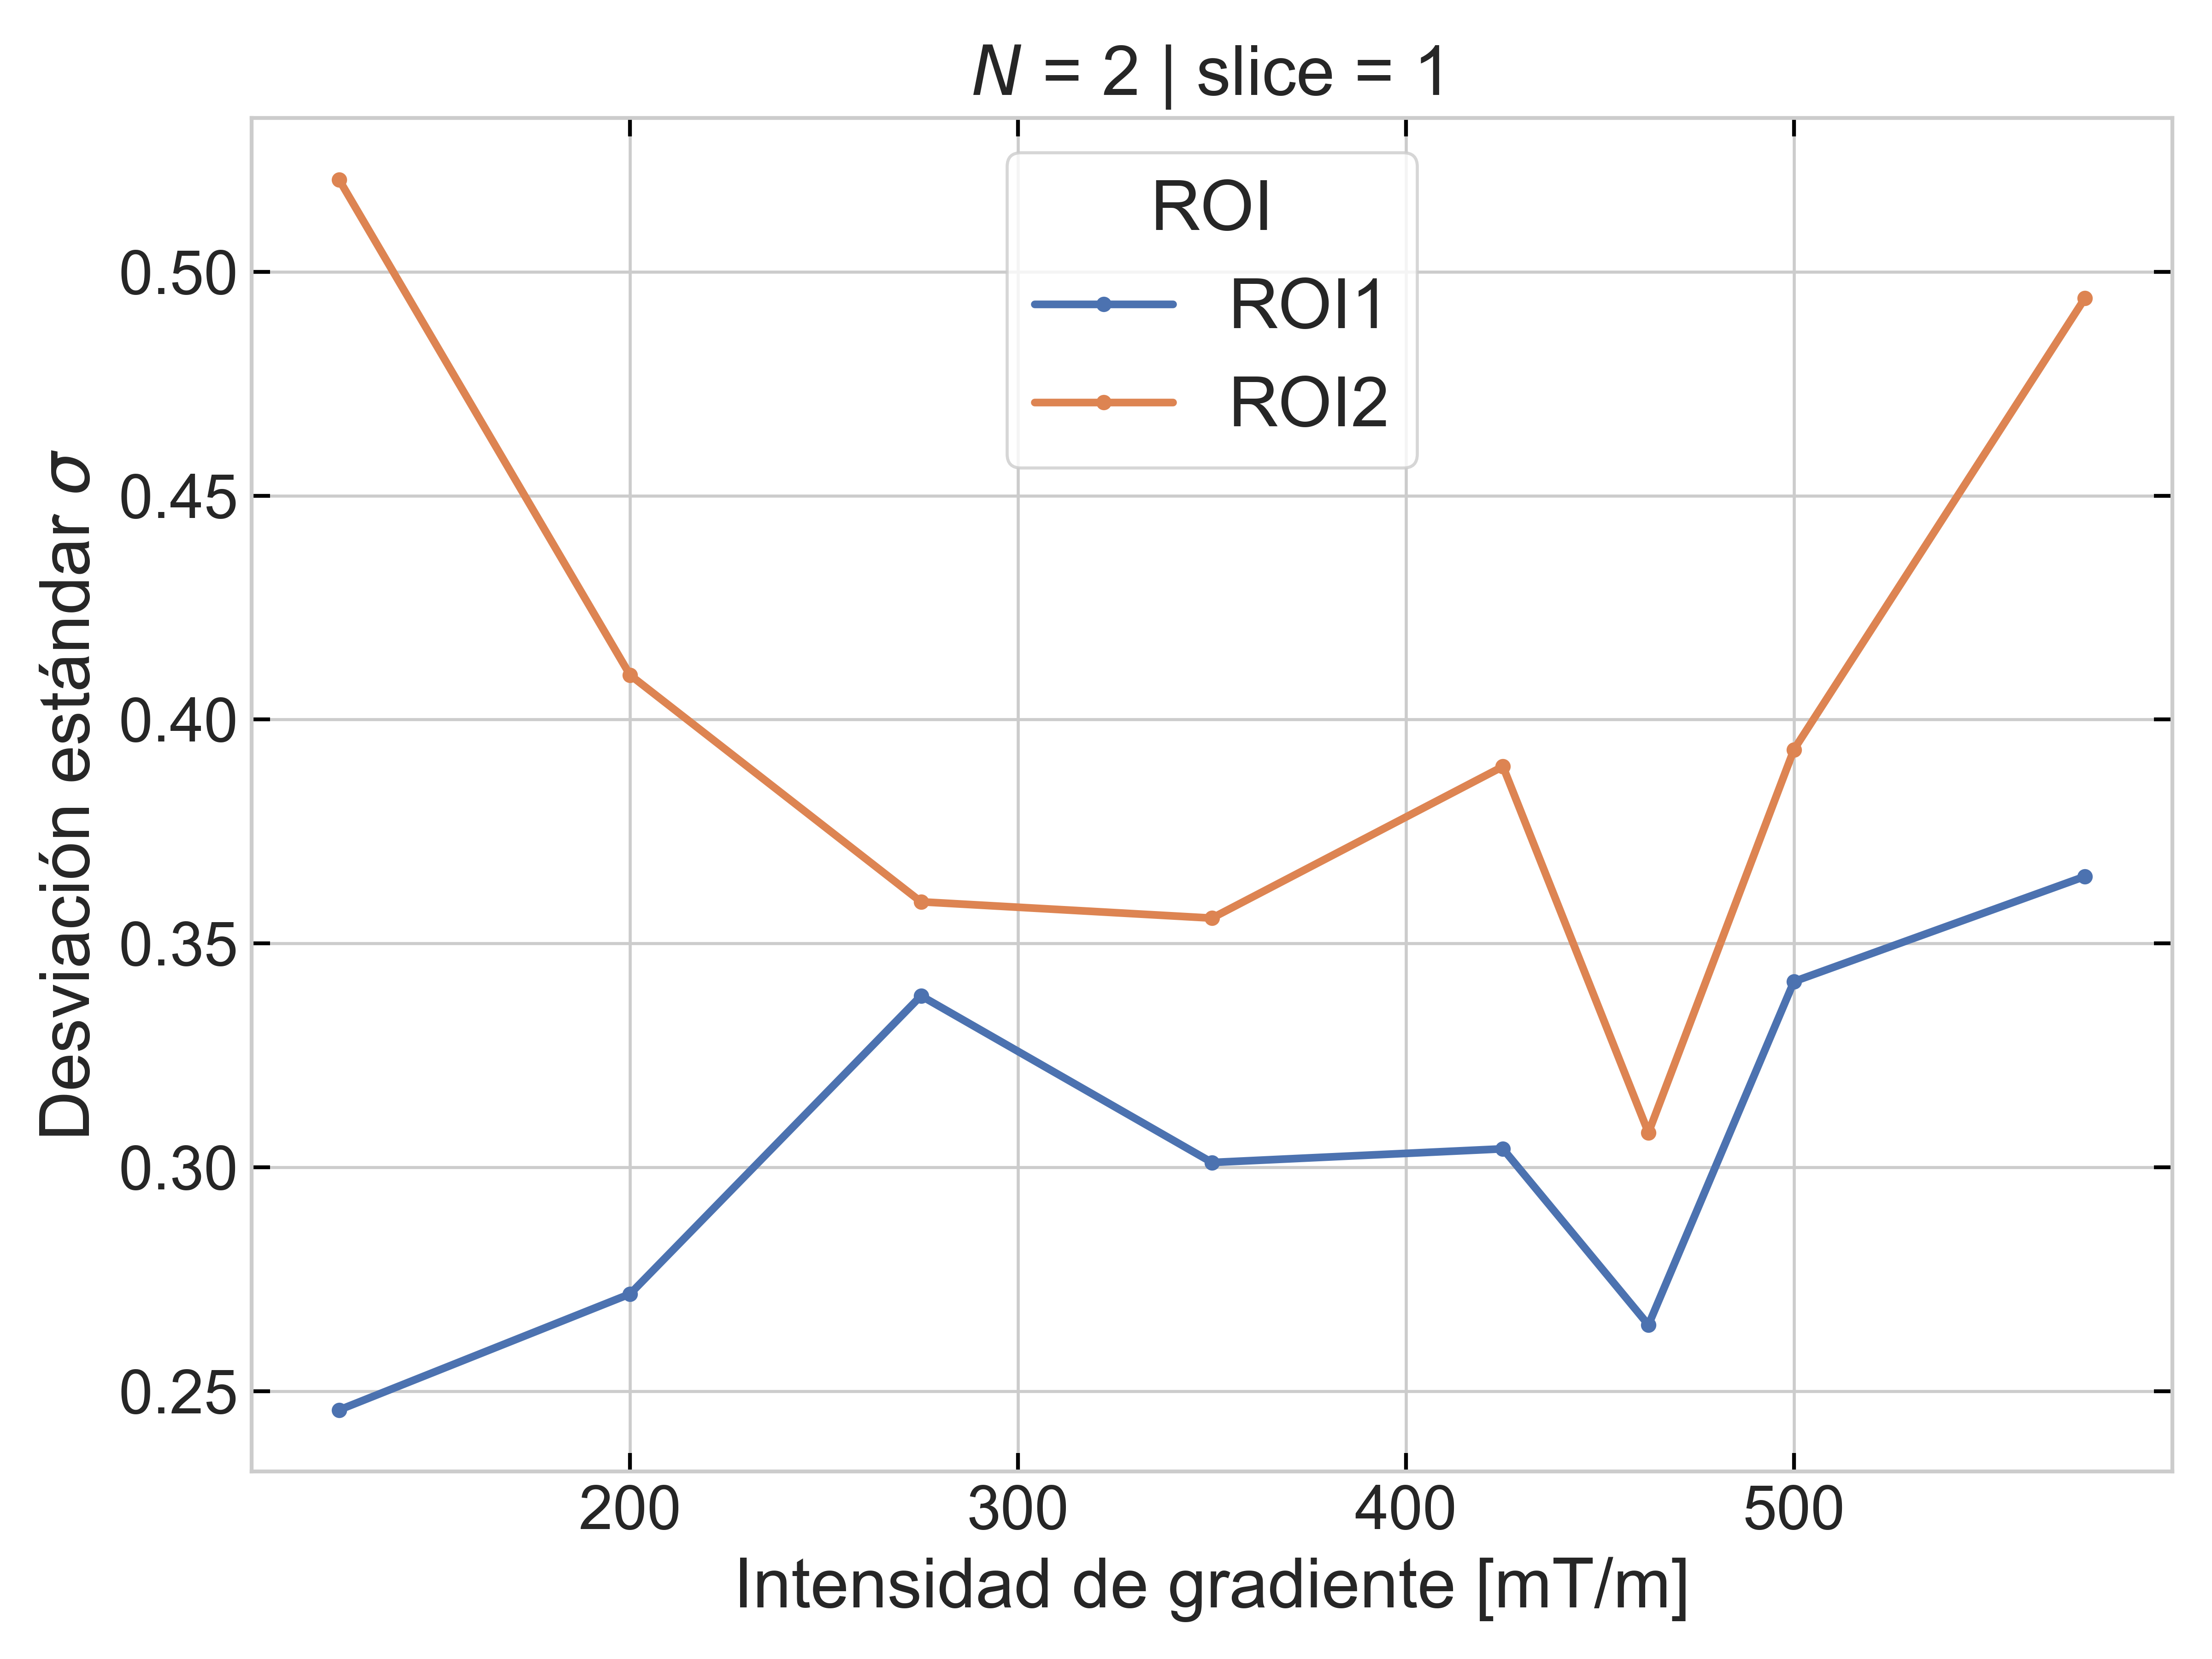 N = 2 | slice = 1
ROI
ROI1
ROI2
Desviación estándar σ
0.50
0.45
0.40
0.35
0.30
0.25
200 300 400 500
Intensidad de gradiente [mT/m]